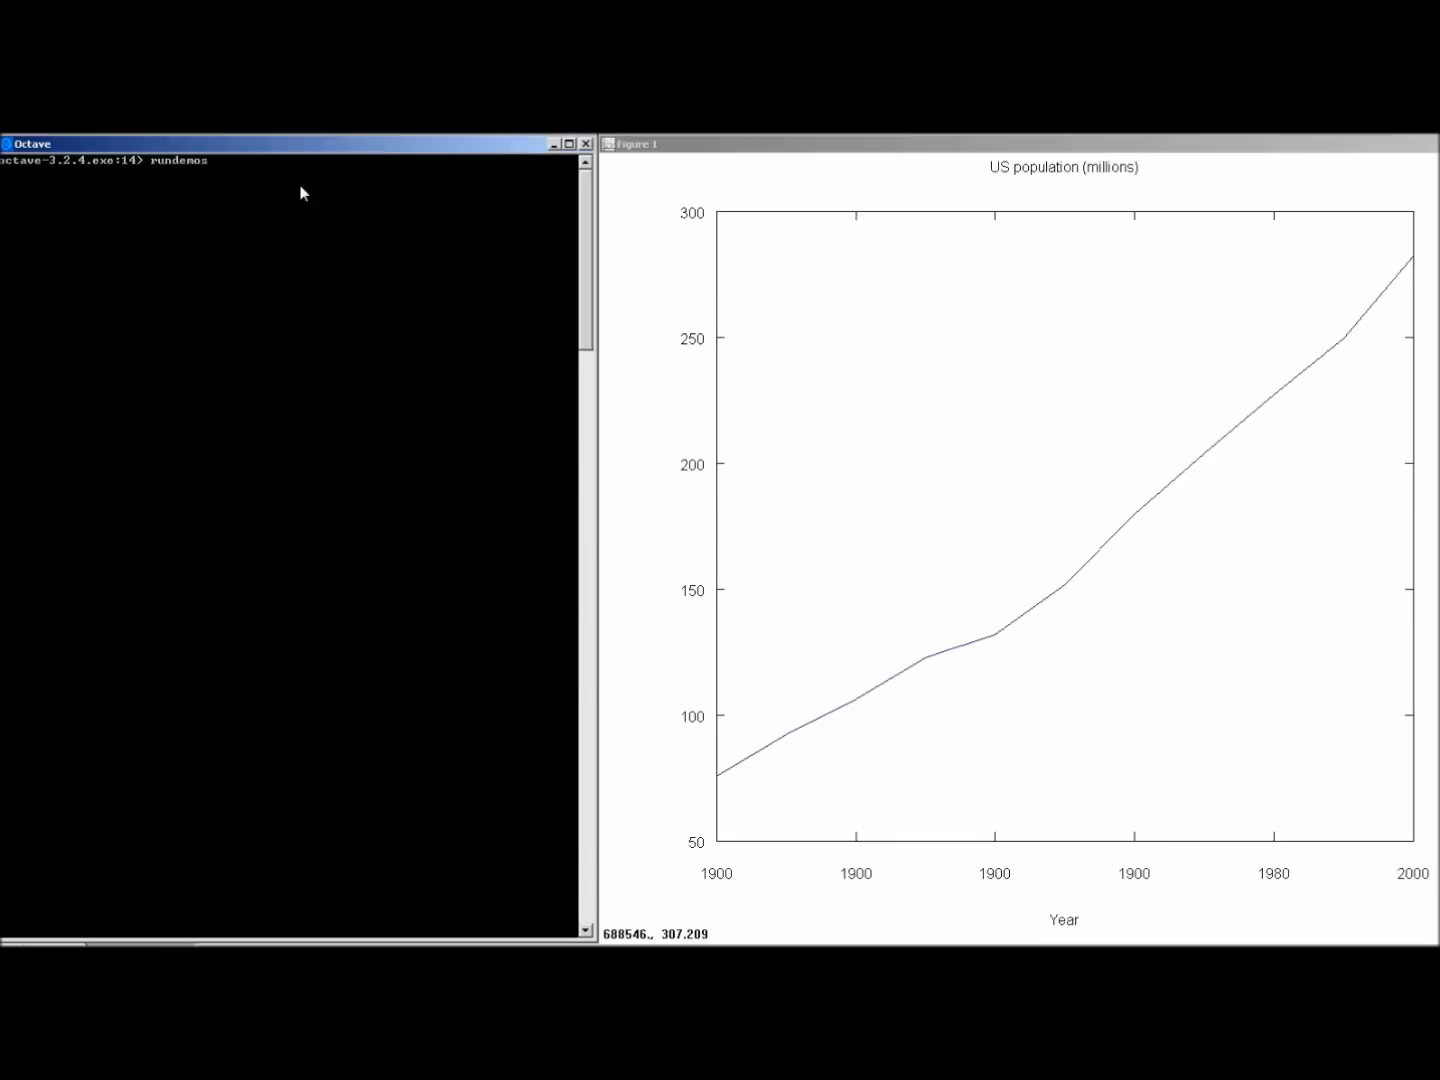 Octave
octave-3.2.4.exe:14> rundemos
Figure 1
US population (millions)
300
250
200
150
100
50
1900 1900 1900 1900 1980 2000
Year
688546., 307.209